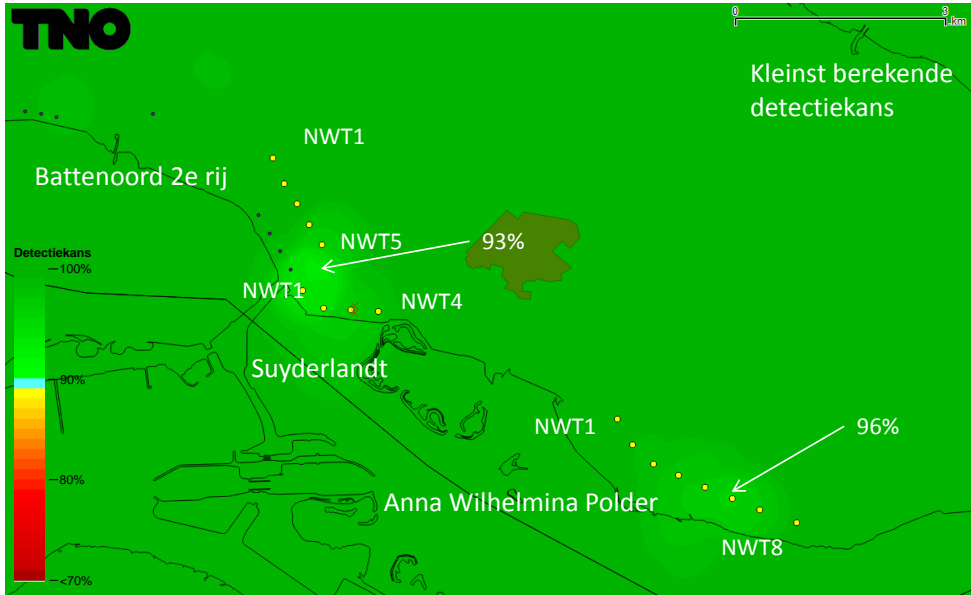 TNO
0
3
km
Kleinst berekende
detectiekans
NWT1
Battenoord 2e rij
NWT5
93%
Detectiekans
100%
NWT1
NWT4
Suyderlandt
90%
NWT1
96%
80%
Anna Wilhelmina Polder
NWT8
<70%